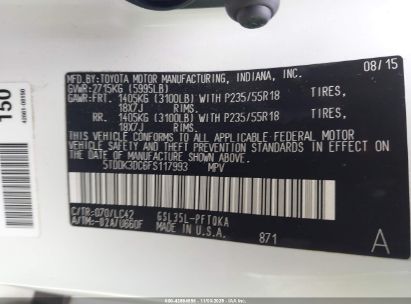 MFD.BY: TOYOTA MOTOR MANUFACTURING, INDIANA, INC. 08/15
GVWR: 2715KG (5995LB)
GAWR: FRT. 1405KG (3100LB) WITH P235/55R18 TIRES,
18X7J RIMS.
RR. 1405KG (3100LB) WITH P235/55R18 TIRES,
18X7J RIMS.
THIS VEHICLE CONFORMS TO ALL APPLICABLE FEDERAL MOTOR
VEHICLE SAFETY, BUMPER, AND THEFT PREVENTION STANDARDS IN EFFECT
ON THE DATE OF MANUFACTURE SHOWN ABOVE.
5TDDK3DC6FS117993 MPV
C/TR: 070/LC42 GSL35L-PFTQKA
A/TM: -02A/U660F MADE IN U.S.A.
871 A
150